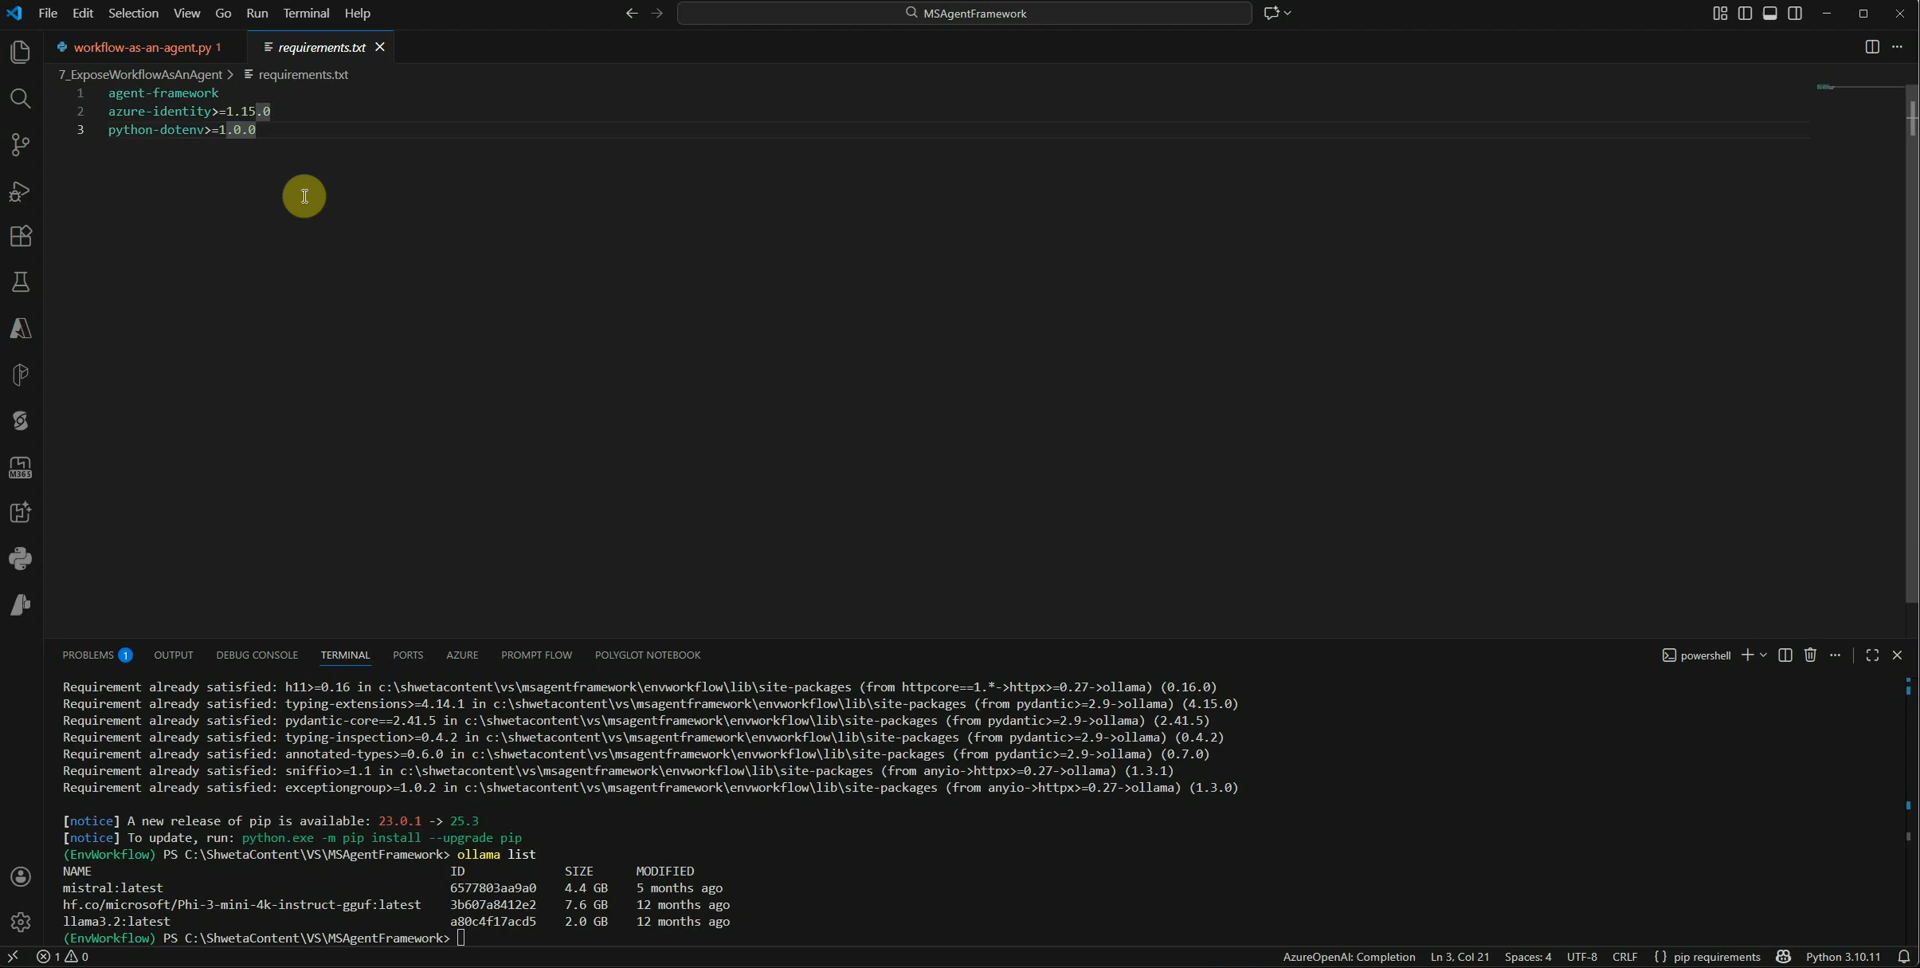 File Edit Selection View Go Run Terminal Help
MSAgentFramework
workflow-as-an-agent.py 1
requirements.txt
7_ExposeWorkflowAsAnAgent > requirements.txt
1 agent-framework
2 azure-identity>=1.15.0
3 python-dotenv>=1.0.0
M365
PROBLEMS 1 OUTPUT DEBUG CONSOLE TERMINAL PORTS AZURE PROMPT FLOW POLYGLOT NOTEBOOK
powershell
Requirement already satisfied: h11>=0.16 in c:\shwetacontent\vs\msagentframework\envworkflow\lib\site-packages (from httpcore==1.*->httpx>=0.27->ollama) (0.16.0)
Requirement already satisfied: typing-extensions>=4.14.1 in c:\shwetacontent\vs\msagentframework\envworkflow\lib\site-packages (from pydantic>=2.9->ollama) (4.15.0)
Requirement already satisfied: pydantic-core==2.41.5 in c:\shwetacontent\vs\msagentframework\envworkflow\lib\site-packages (from pydantic>=2.9->ollama) (2.41.5)
Requirement already satisfied: typing-inspection>=0.4.2 in c:\shwetacontent\vs\msagentframework\envworkflow\lib\site-packages (from pydantic>=2.9->ollama) (0.4.2)
Requirement already satisfied: annotated-types>=0.6.0 in c:\shwetacontent\vs\msagentframework\envworkflow\lib\site-packages (from pydantic>=2.9->ollama) (0.7.0)
Requirement already satisfied: sniffio>=1.1 in c:\shwetacontent\vs\msagentframework\envworkflow\lib\site-packages (from anyio->httpx>=0.27->ollama) (1.3.1)
Requirement already satisfied: exceptiongroup>=1.0.2 in c:\shwetacontent\vs\msagentframework\envworkflow\lib\site-packages (from anyio->httpx>=0.27->ollama) (1.3.0)
[notice] A new release of pip is available: 23.0.1 -> 25.3
[notice] To update, run: python.exe -m pip install --upgrade pip
(EnvWorkflow) PS C:\ShwetaContent\VS\MSAgentFramework> ollama list
NAME ID SIZE MODIFIED
mistral:latest 6577803aa9a0 4.4 GB 5 months ago
hf.co/microsoft/Phi-3-mini-4k-instruct-gguf:latest 3b607a8412e2 7.6 GB 12 months ago
llama3.2:latest a80c4f17acd5 2.0 GB 12 months ago
(EnvWorkflow) PS C:\ShwetaContent\VS\MSAgentFramework>
1 0 AzureOpenAI: Completion Ln 3, Col 21 Spaces: 4 UTF-8 CRLF {} pip requirements Python 3.10.11